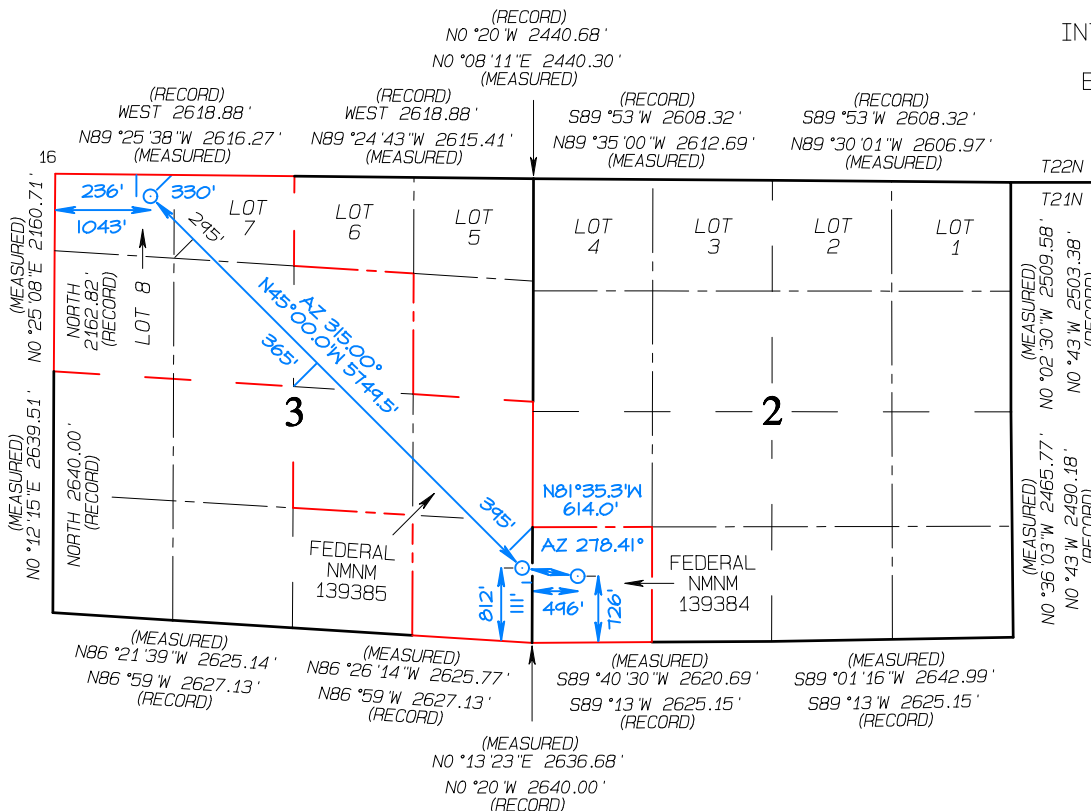 (RECORD)
N0°20'W 2440.68'
N0°08'11"E 2440.30'
(MEASURED)
INT
E
(RECORD)
WEST 2618.88'
N89°25'38"W 2616.27'
(MEASURED)
(RECORD)
WEST 2618.88'
N89°24'43"W 2615.41'
(MEASURED)
(RECORD)
S89°53'W 2608.32'
N89°35'00"W 2612.69'
(MEASURED)
(RECORD)
S89°53'W 2608.32'
N89°30'01"W 2606.97'
(MEASURED)
16
T22N
T21N
236'
330'
1043'
295'
LOT
7
LOT
6
LOT
5
LOT
4
LOT
3
LOT
2
LOT
1
(MEASURED)
N0°25'08"E 2160.71'
NORTH
2162.82'
(RECORD)
LOT 8
AZ 315.00°
N45°00.0'W 5749.5'
365'
(MEASURED)
N0°02'30"W 2509.58'
N0°43'W 2503.38'
(RECORD)
3
2
(MEASURED)
N0°12'15"E 2639.51'
NORTH 2640.00'
(RECORD)
395'
N81°35.3'W
614.0'
AZ 278.41°
FEDERAL
NMNM
139385
FEDERAL
NMNM
139384
812'
111'
496'
726'
(MEASURED)
N0°36'03"W 2465.77'
N0°43'W 2490.18'
(RECORD)
(MEASURED)
N86°21'39"W 2625.14'
N86°59'W 2627.13'
(RECORD)
(MEASURED)
N86°26'14"W 2625.77'
N86°59'W 2627.13'
(RECORD)
(MEASURED)
S89°40'30"W 2620.69'
S89°13'W 2625.15'
(RECORD)
(MEASURED)
S89°01'16"W 2642.99'
S89°13'W 2625.15'
(RECORD)
(MEASURED)
N0°13'23"E 2636.68'
N0°20'W 2640.00'
(RECORD)